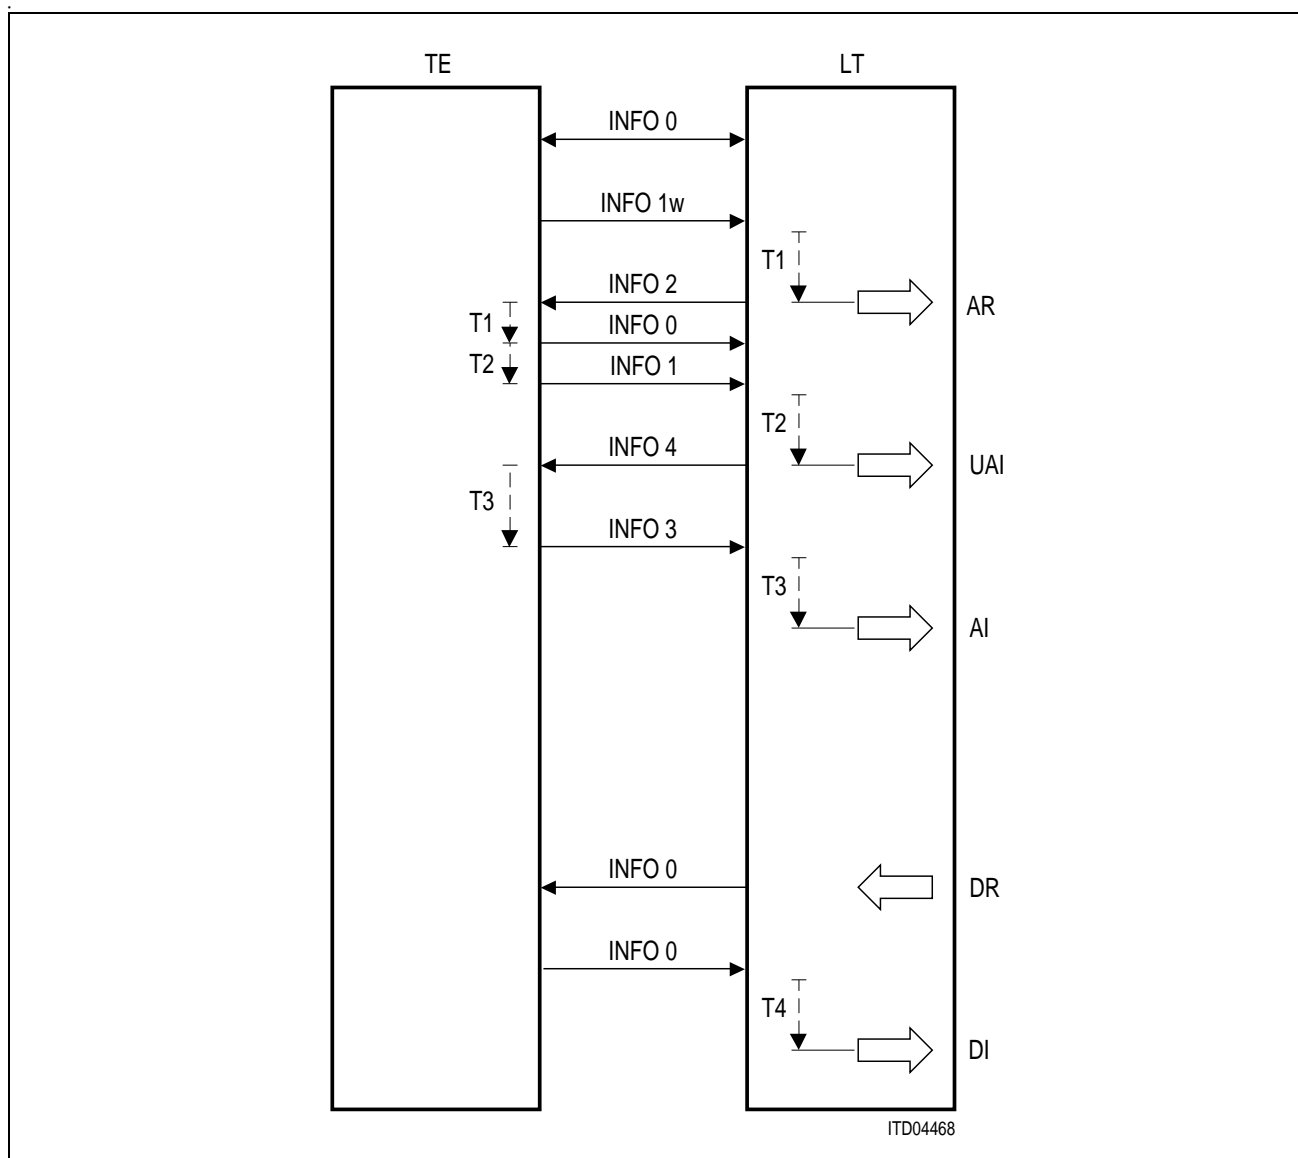 TE LT
INFO 0
INFO 1w
T1
INFO 2
AR
T1
INFO 0
T2
INFO 1
T2
INFO 4
UAI
T3
INFO 3
T3
AI
INFO 0
DR
INFO 0
T4
DI
ITD04468